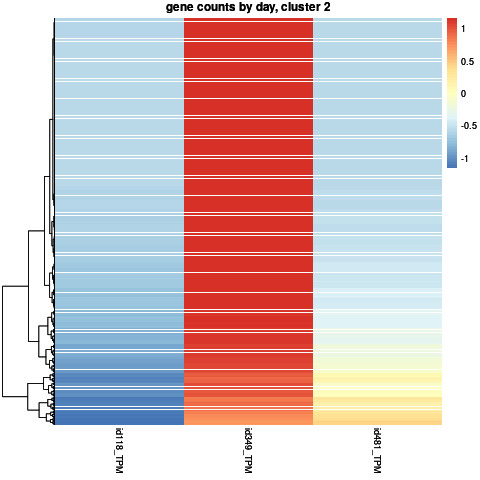 gene counts by day, cluster 2
1
0.5
0
-0.5
-1
id118_TPM
id349_TPM
id481_TPM